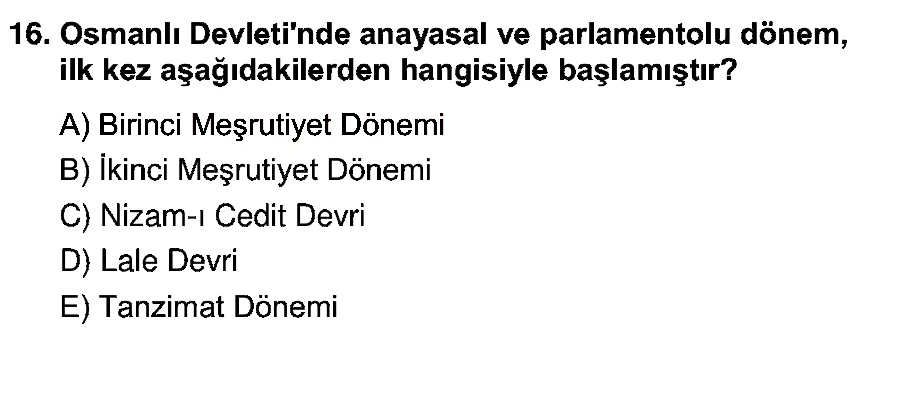 16. Osmanlı Devleti'nde anayasal ve parlamentolu dönem,
ilk kez aşağıdakilerden hangisiyle başlamıştır?
A) Birinci Meşrutiyet Dönemi
B) İkinci Meşrutiyet Dönemi
C) Nizam-ı Cedit Devri
D) Lale Devri
E) Tanzimat Dönemi